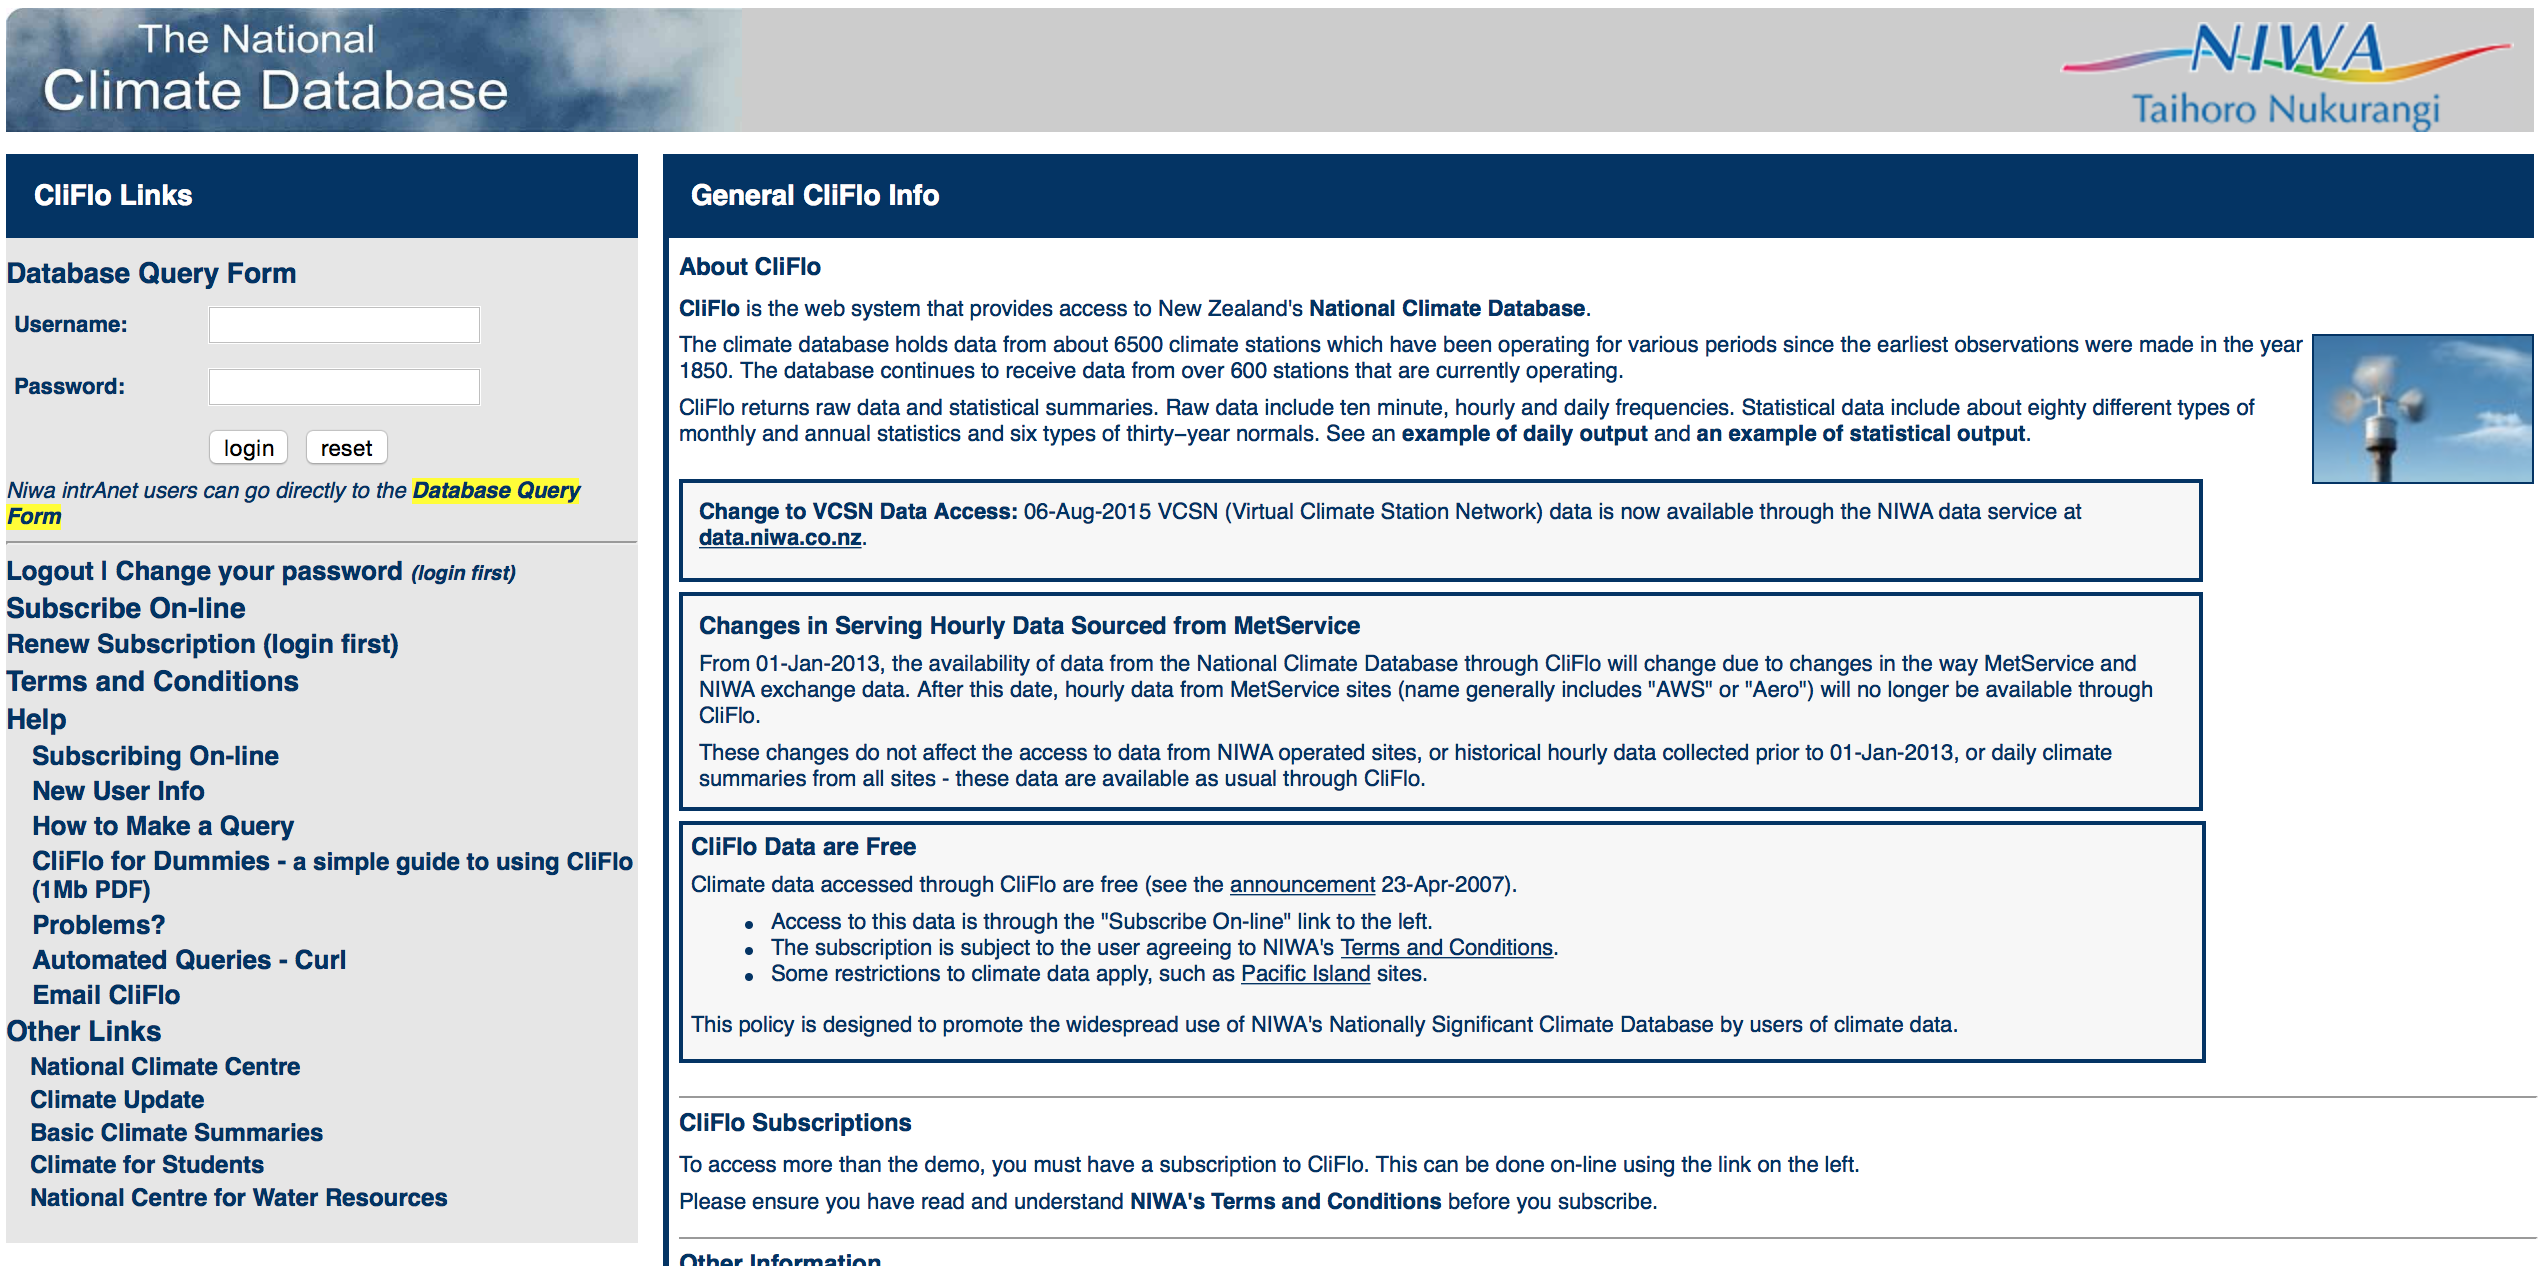 The National
Climate Database
NIWA
Taihoro Nukurangi
CliFlo Links
Database Query Form
Username:
Password:
login reset
Niwa intrAnet users can go directly to the Database Query
Form
Logout | Change your password (login first)
Subscribe On-line
Renew Subscription (login first)
Terms and Conditions
Help
Subscribing On-line
New User Info
How to Make a Query
CliFlo for Dummies - a simple guide to using CliFlo
(1Mb PDF)
Problems?
Automated Queries - Curl
Email CliFlo
Other Links
National Climate Centre
Climate Update
Basic Climate Summaries
Climate for Students
National Centre for Water Resources
General CliFlo Info
About CliFlo
CliFlo is the web system that provides access to New Zealand's National Climate Database.
The climate database holds data from about 6500 climate stations which have been operating for various periods since the earliest observations were made in the year
1850. The database continues to receive data from over 600 stations that are currently operating.
CliFlo returns raw data and statistical summaries. Raw data include ten minute, hourly and daily frequencies. Statistical data include about eighty different types of
monthly and annual statistics and six types of thirty–year normals. See an example of daily output and an example of statistical output.
Change to VCSN Data Access: 06-Aug-2015 VCSN (Virtual Climate Station Network) data is now available through the NIWA data service at
data.niwa.co.nz.
Changes in Serving Hourly Data Sourced from MetService
From 01-Jan-2013, the availability of data from the National Climate Database through CliFlo will change due to changes in the way MetService and
NIWA exchange data. After this date, hourly data from MetService sites (name generally includes "AWS" or "Aero") will no longer be available through
CliFlo.
These changes do not affect the access to data from NIWA operated sites, or historical hourly data collected prior to 01-Jan-2013, or daily climate
summaries from all sites - these data are available as usual through CliFlo.
CliFlo Data are Free
Climate data accessed through CliFlo are free (see the announcement 23-Apr-2007).
• Access to this data is through the "Subscribe On-line" link to the left.
• The subscription is subject to the user agreeing to NIWA's Terms and Conditions.
• Some restrictions to climate data apply, such as Pacific Island sites.
This policy is designed to promote the widespread use of NIWA's Nationally Significant Climate Database by users of climate data.
CliFlo Subscriptions
To access more than the demo, you must have a subscription to CliFlo. This can be done on-line using the link on the left.
Please ensure you have read and understand NIWA's Terms and Conditions before you subscribe.
Other Information